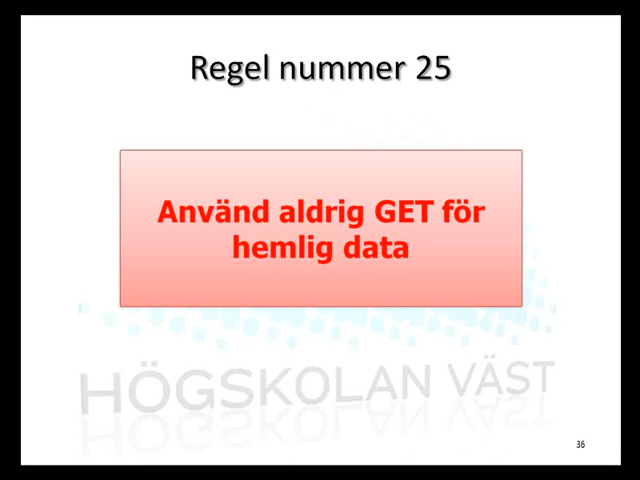 Regel nummer 25
Använd aldrig GET för
hemlig data
HÖGSKOLAN VÄST
36